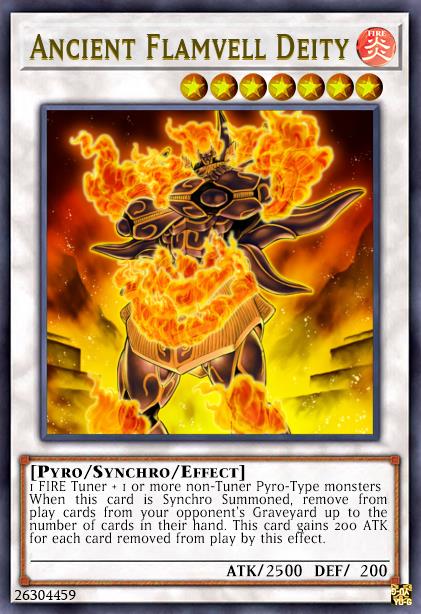 Ancient Flamvell Deity
FIRE
炎
[Pyro/Synchro/Effect]
1 FIRE Tuner + 1 or more non-Tuner Pyro-Type monsters
When this card is Synchro Summoned, remove from
play cards from your opponent's Graveyard up to the
number of cards in their hand. This card gains 200 ATK
for each card removed from play by this effect.
ATK/2500 DEF/ 200
26304459